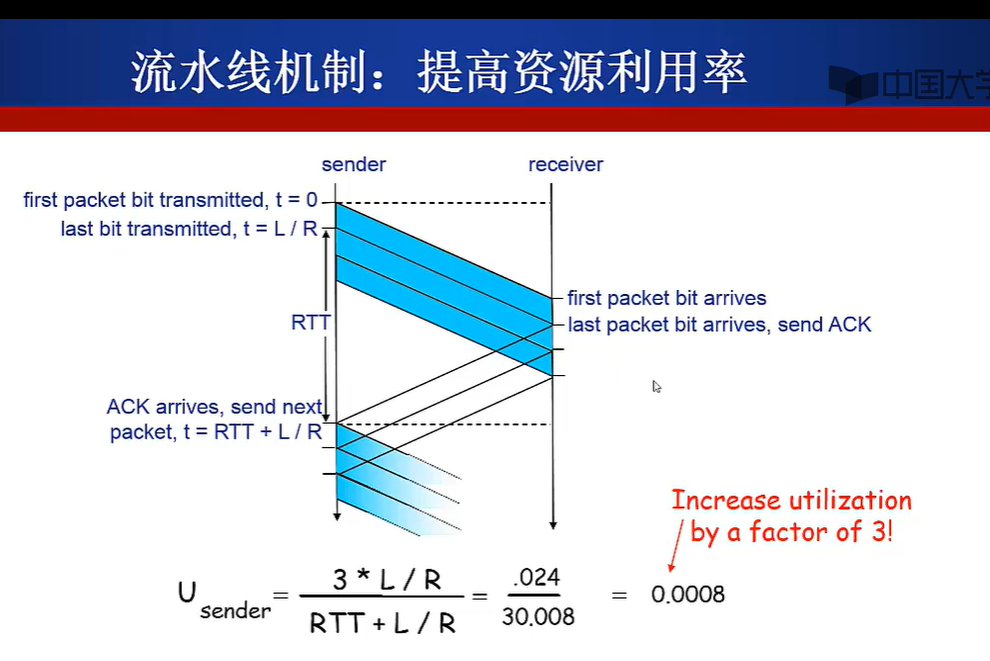 流水线机制：提高资源利用率
中国大学
sender
receiver
first packet bit transmitted, t = 0
last bit transmitted, t = L / R
RTT
first packet bit arrives
last packet bit arrives, send ACK
ACK arrives, send next
packet, t = RTT + L / R
Increase utilization
by a factor of 3!
U sender = 3 * L / R / RTT + L / R = .024 / 30.008 = 0.0008